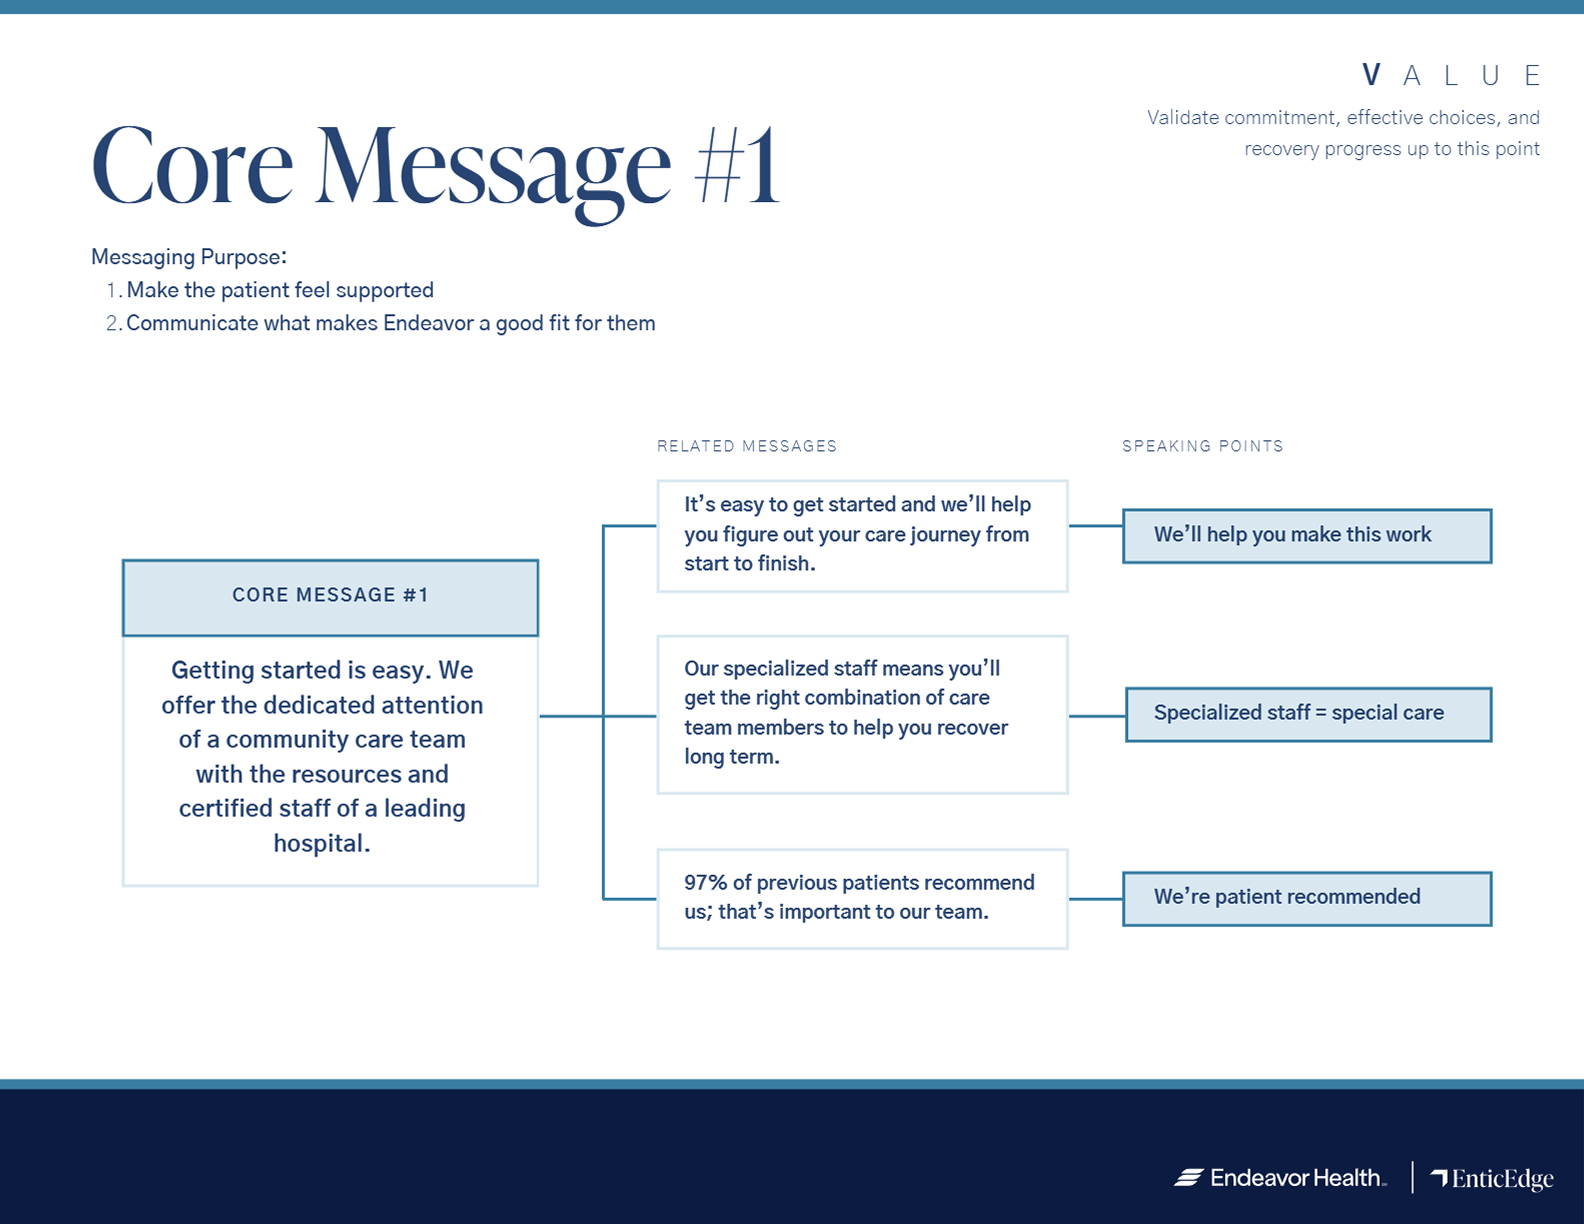 V A L U E
Validate commitment, effective choices, and
recovery progress up to this point
Core Message #1
Messaging Purpose:
1. Make the patient feel supported
2. Communicate what makes Endeavor a good fit for them
RELATED MESSAGES
SPEAKING POINTS
CORE MESSAGE #1
Getting started is easy. We
offer the dedicated attention
of a community care team
with the resources and
certified staff of a leading
hospital.
It’s easy to get started and we’ll help
you figure out your care journey from
start to finish.
We’ll help you make this work
Our specialized staff means you’ll
get the right combination of care
team members to help you recover
long term.
Specialized staff = special care
97% of previous patients recommend
us; that’s important to our team.
We’re patient recommended
Endeavor Health
EnticEdge